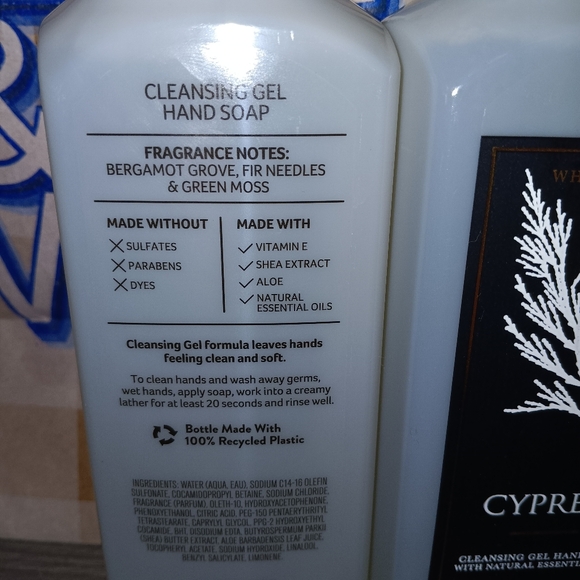 CLEANSING GEL
HAND SOAP
FRAGRANCE NOTES:
BERGAMOT GROVE, FIR NEEDLES
& GREEN MOSS
MADE WITHOUT
SULFATES
PARABENS
DYES
MADE WITH
VITAMIN E
SHEA EXTRACT
ALOE
NATURAL
ESSENTIAL OILS
Cleansing Gel formula leaves hands
feeling clean and soft.
To clean hands and wash away germs,
wet hands, apply soap, work into a creamy
lather for at least 20 seconds and rinse well.
Bottle Made With
100% Recycled Plastic
INGREDIENTS: WATER (AQUA, EAU), SODIUM C14-16 OLEFIN
SULFONATE, COCAMIDOPROPYL BETAINE, SODIUM CHLORIDE,
FRAGRANCE (PARFUM), OLETH-10, HYDROXYACETOPHENONE,
PHENOXYETHANOL, CITRIC ACID, PEG-150 PENTAERYTHRITYL
TETRASTEARATE, CAPRYLYL GLYCOL, PPG-2 HYDROXYETHYL
COCAMIDE, BHT, DISODIUM EDTA, BUTYROSPERMUM PARKII
(SHEA) BUTTER EXTRACT, ALOE BARBADENSIS LEAF JUICE,
TOCOPHERYL ACETATE, SODIUM HYDROXIDE, LINALOOL,
BENZYL SALICYLATE, LIMONENE.
WH
CYPRE
CLEANSING GEL HAN
WITH NATURAL ESSENTI